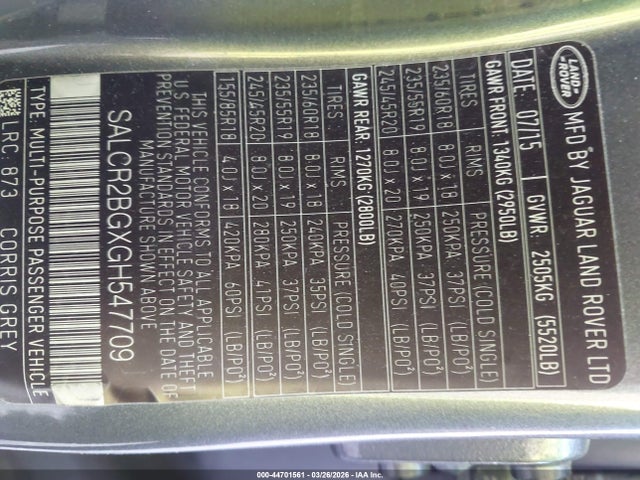 LAND
ROVER
MFD BY JAGUAR LAND ROVER LTD
DATE: 07/15 GVWR: 2505KG (5520LB)
GAWR FRONT: 1340KG (2950LB)
TIRES RIMS PRESSURE (COLD SINGLE)
235/60R18 8.0J x 18 250KPA 37PSI (LB/PO²)
235/55R19 8.0J x 19 250KPA 37PSI (LB/PO²)
245/45R20 8.0J x 20 270KPA 40PSI (LB/PO²)
GAWR REAR: 1270KG (2800LB)
TIRES RIMS PRESSURE (COLD SINGLE)
235/60R18 8.0J x 18 240KPA 35PSI (LB/PO²)
235/55R19 8.0J x 19 250KPA 37PSI (LB/PO²)
245/45R20 8.0J x 20 280KPA 41PSI (LB/PO²)
155/85R18 4.0J x 18 420KPA 60PSI (LB/PO²)
THIS VEHICLE CONFORMS TO ALL APPLICABLE
U.S FEDERAL MOTOR VEHICLE SAFETY AND THEFT
PREVENTION STANDARDS IN EFFECT ON THE DATE OF
MANUFACTURE SHOWN ABOVE
SALCR2BGXGH547709
TYPE: MULTI-PURPOSE PASSENGER VEHICLE
LRC: 873 CORRIS GREY
000-44701561 - 03/26/2026 - IAA Inc.